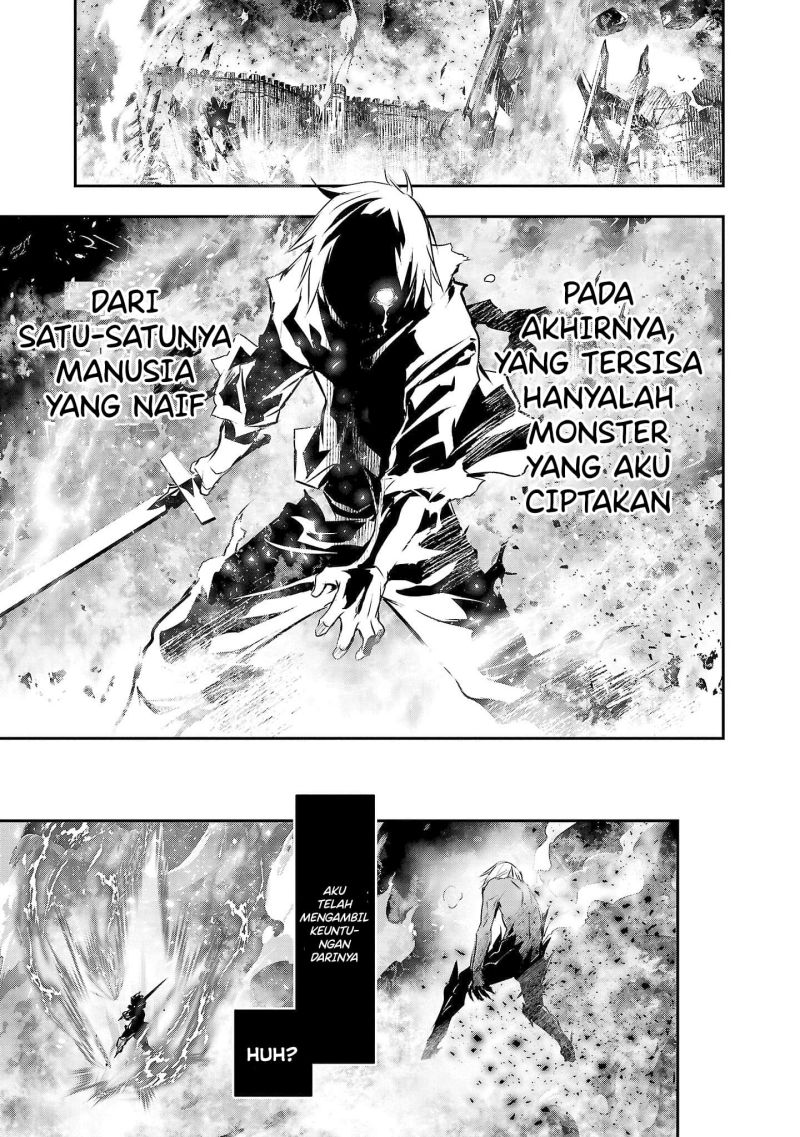 PADA
AKHIRNYA,
YANG TERSISA
HANYALAH
MONSTER
YANG AKU
CIPTAKAN
DARI
SATU-SATUNYA
MANUSIA
YANG NAIF
AKU
TELAH
MENGAMBIL
KEUNTU-
NGAN
DARINYA
HUH?